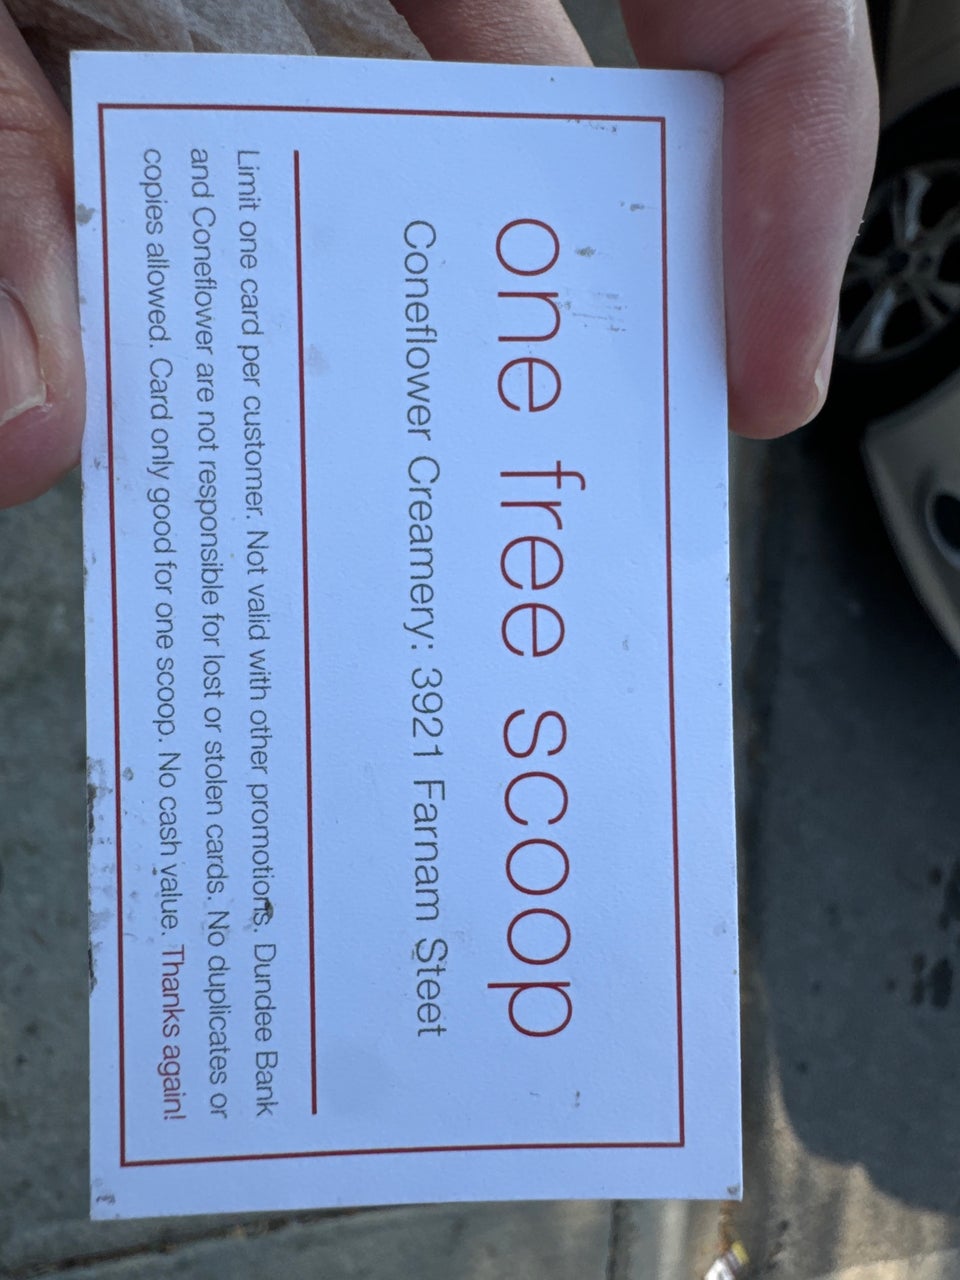 one free scoop
Coneflower Creamery: 3921 Farnam Steet
Limit one card per customer. Not valid with other promotions. Dundee Bank
and Coneflower are not responsible for lost or stolen cards. No duplicates or
copies allowed. Card only good for one scoop. No cash value. Thanks again!